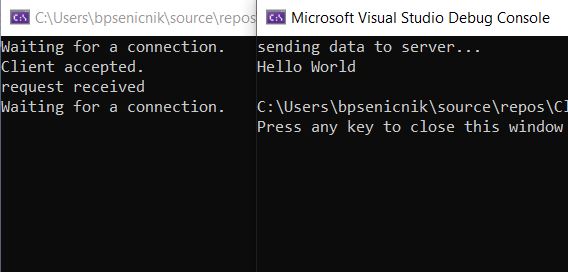 C:\Users\bpsenicnik\source\repos
Waiting for a connection.
Client accepted.
request received
Waiting for a connection.
Microsoft Visual Studio Debug Console
sending data to server...
Hello World
C:\Users\bpsenicnik\source\repos\Cl
Press any key to close this window